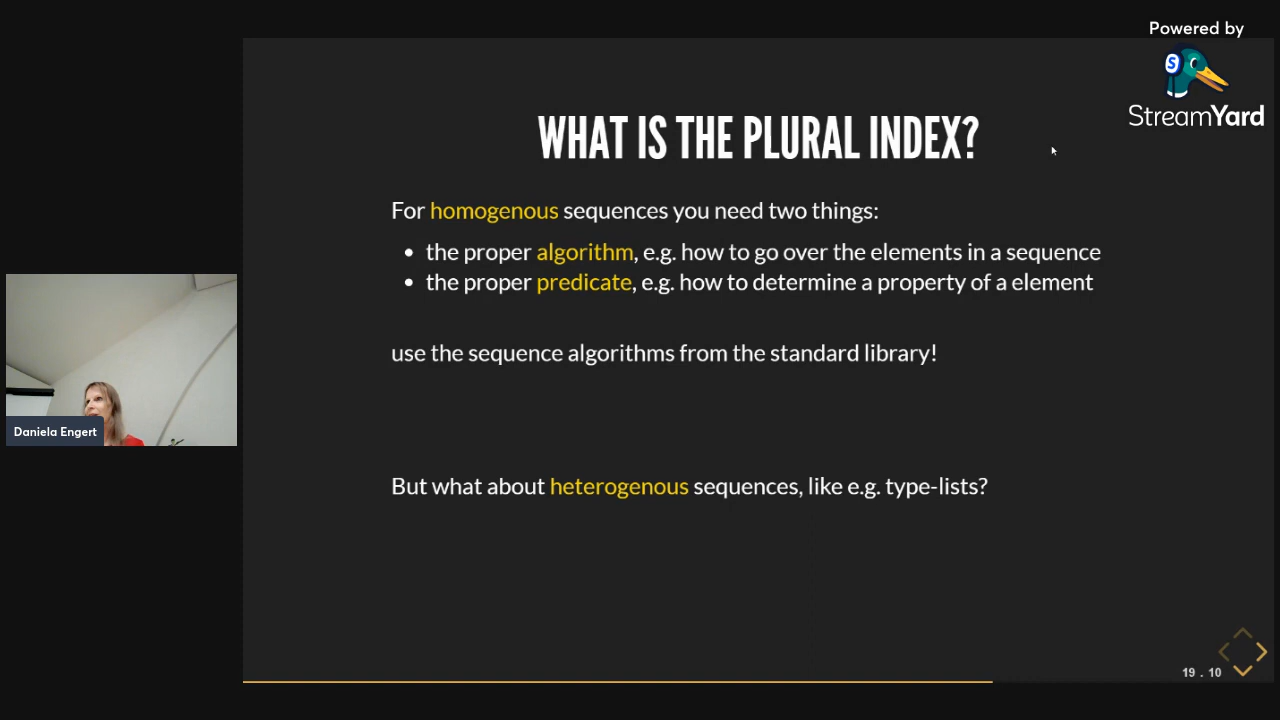 Powered by
S
StreamYard
WHAT IS THE PLURAL INDEX?
For homogenous sequences you need two things:
• the proper algorithm, e.g. how to go over the elements in a sequence
• the proper predicate, e.g. how to determine a property of a element
use the sequence algorithms from the standard library!
Daniela Engert
But what about heterogenous sequences, like e.g. type-lists?
19 . 10